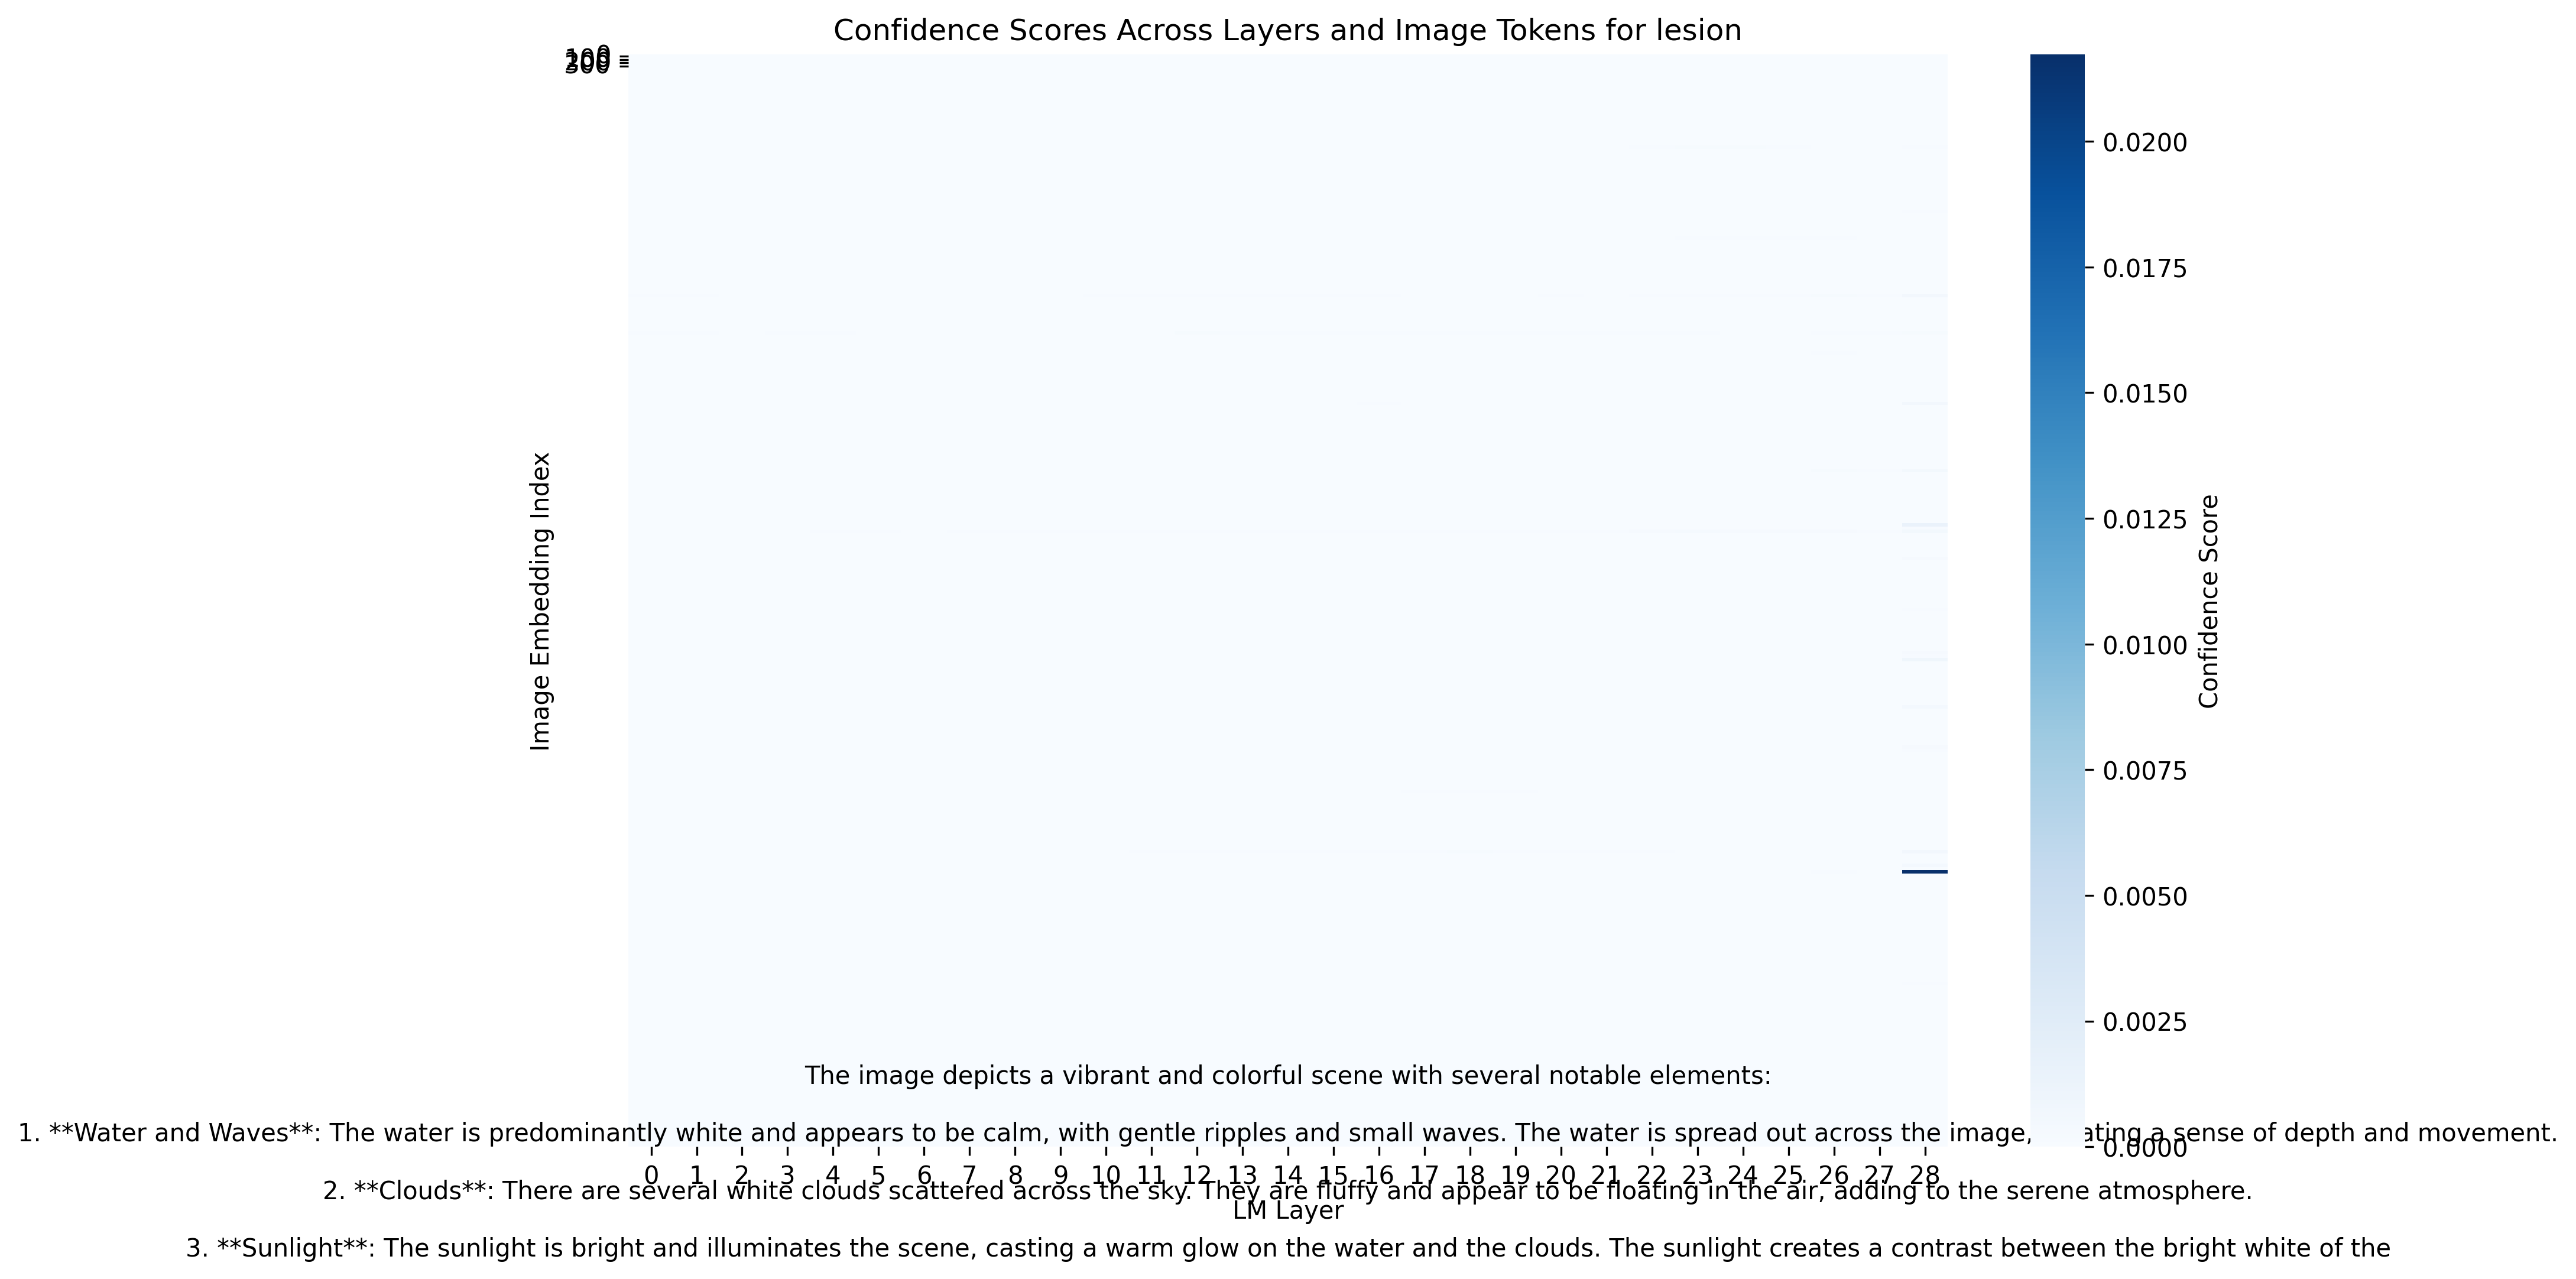 Confidence Scores Across Layers and Image Tokens for lesion
0
100
200
300
Image Embedding Index
0.0200
0.0175
0.0150
0.0125
0.0100
0.0075
0.0050
0.0025
0.0000
Confidence Score
The image depicts a vibrant and colorful scene with several notable elements:
1. **Water and Waves**: The water is predominantly white and appears to be calm, with gentle ripples and small waves. The water is spread out across the image, ating a sense of depth and movement.
0 1 2 3 4 5 6 7 8 9 10 11 12 13 14 15 16 17 18 19 20 21 22 23 24 25 26 27 28
2. **Clouds**: There are several white clouds scattered across the sky. They are fluffy and appear to be floating in the air, adding to the serene atmosphere.
LM Layer
3. **Sunlight**: The sunlight is bright and illuminates the scene, casting a warm glow on the water and the clouds. The sunlight creates a contrast between the bright white of the